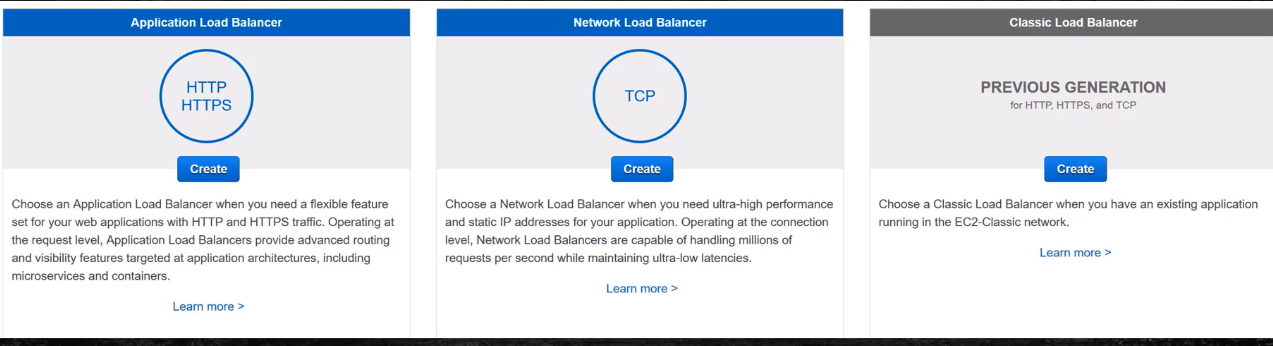 Application Load Balancer
HTTP
HTTPS
Create
Choose an Application Load Balancer when you need a flexible feature
set for your web applications with HTTP and HTTPS traffic. Operating at
the request level, Application Load Balancers provide advanced routing
and visibility features targeted at application architectures, including
microservices and containers.
Learn more >
Network Load Balancer
TCP
Create
Choose a Network Load Balancer when you need ultra-high performance
and static IP addresses for your application. Operating at the connection
level, Network Load Balancers are capable of handling millions of
requests per second while maintaining ultra-low latencies.
Learn more >
Classic Load Balancer
PREVIOUS GENERATION
for HTTP, HTTPS, and TCP
Create
Choose a Classic Load Balancer when you have an existing application
running in the EC2-Classic network.
Learn more >